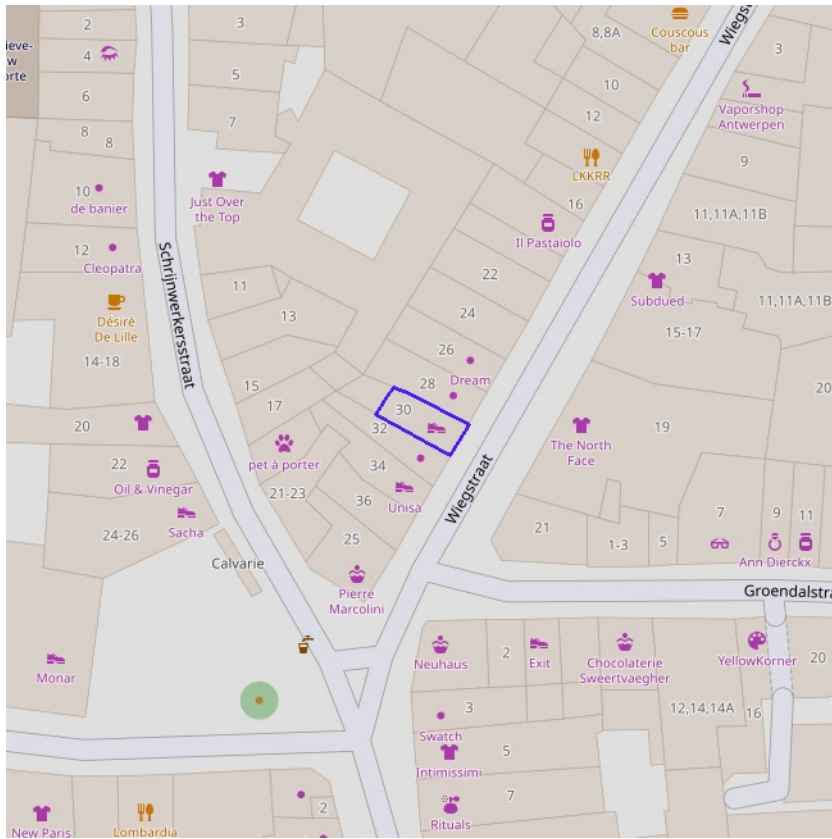 2
3
8,8A
Couscous
bar
Wiegst
3
ieve-
w
orte
4
5
10
Vaporshop
Antwerpen
6
12
7
8
8
9
LKKRR
10
de banier
Just Over
the Top
16
11,11A,11B
Il Pastaiolo
12
Cleopatra
13
22
Schrijnwerkersstraat
11
Subdued
11,11A,11B
Désiré
De Lille
13
24
15-17
26
14-18
28
Dream
15
20
30
17
20
32
19
The North
Face
pet à porter
34
22
Oil & Vinegar
21-23
36
Unisa
Wiegstraat
7
9
11
Sacha
24-26
21
25
1-3
5
Calvarie
Ann Dierckx
Pierre
Marcolini
Groendalstra
Neuhaus
2
Exit
Chocolaterie
Sweertvaegher
YellowKorner
20
Monar
3
12,14,14A
16
Swatch
5
Intimissimi
7
2
Rituals
New Paris
Lombardia